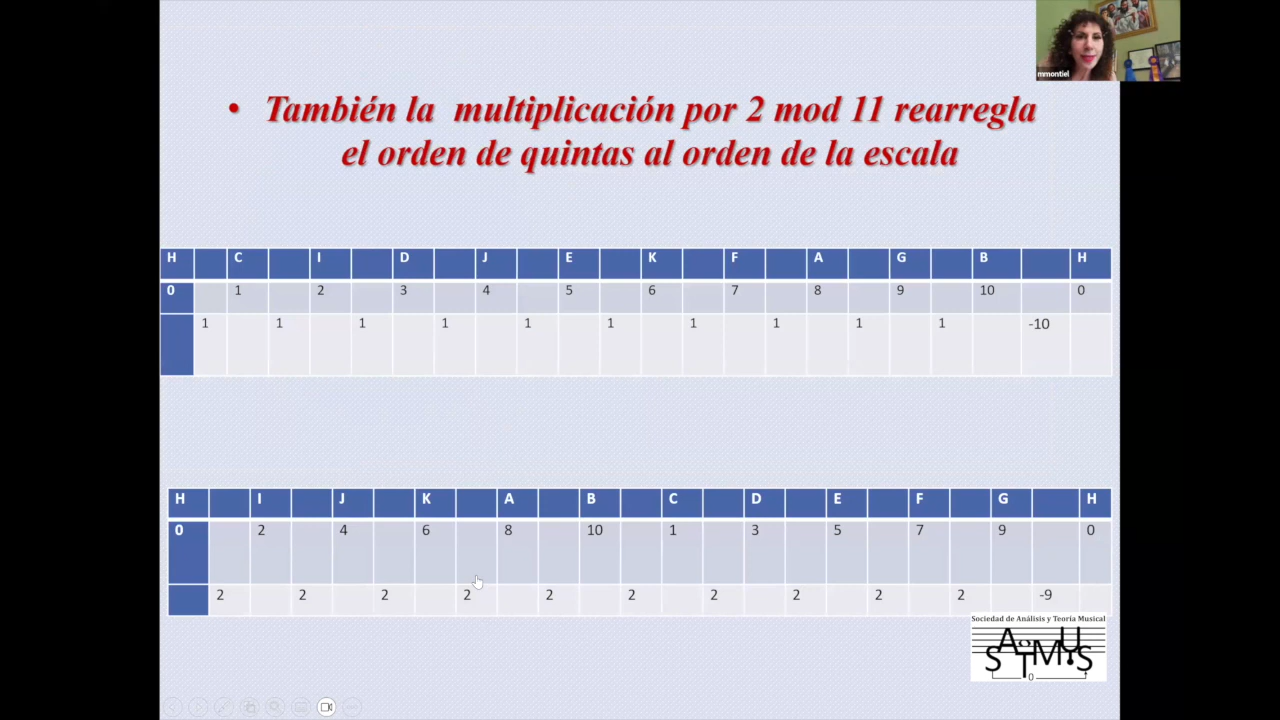 mmontiel
• También la multiplicación por 2 mod 11 rearregla
el orden de quintas al orden de la escala
H C I D J E K F A G B H
0 1 2 3 4 5 6 7 8 9 10 0
1 1 1 1 1 1 1 1 1 1 -10
H I J K A B C D E F G H
0 2 4 6 8 10 1 3 5 7 9 0
2 2 2 2 2 2 2 2 2 2 -9
Sociedad de Análisis y Teoría Musical
SATMUS
0